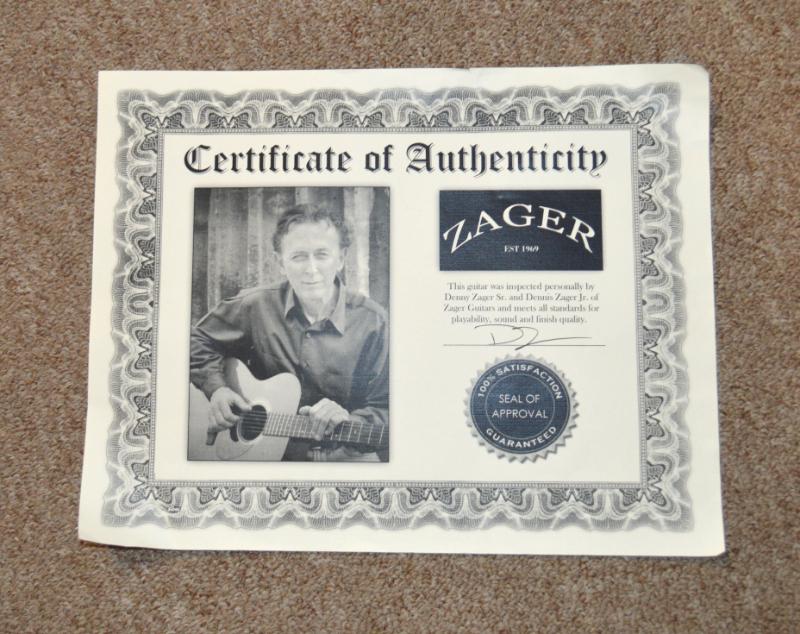 Certificate of Authenticity
ZAGER
EST 1969
This guitar was inspected personally by
Denny Zager Sr. and Dennis Zager Jr. of
Zager Guitars and meets all standards for
playability, sound and finish quality.
100% SATISFACTION
SEAL OF
APPROVAL
GUARANTEED